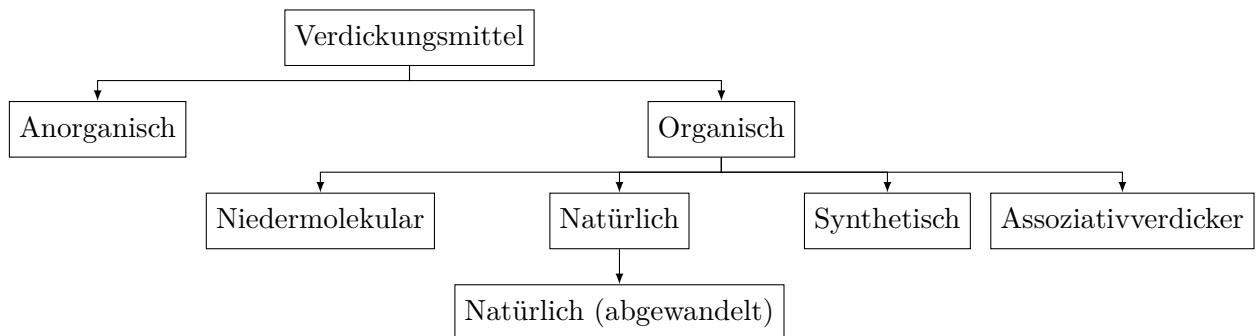 Verdickungsmittel
Anorganisch
Organisch
Niedermolekular
Natürlich
Synthetisch
Assoziativverdicker
Natürlich (abgewandelt)